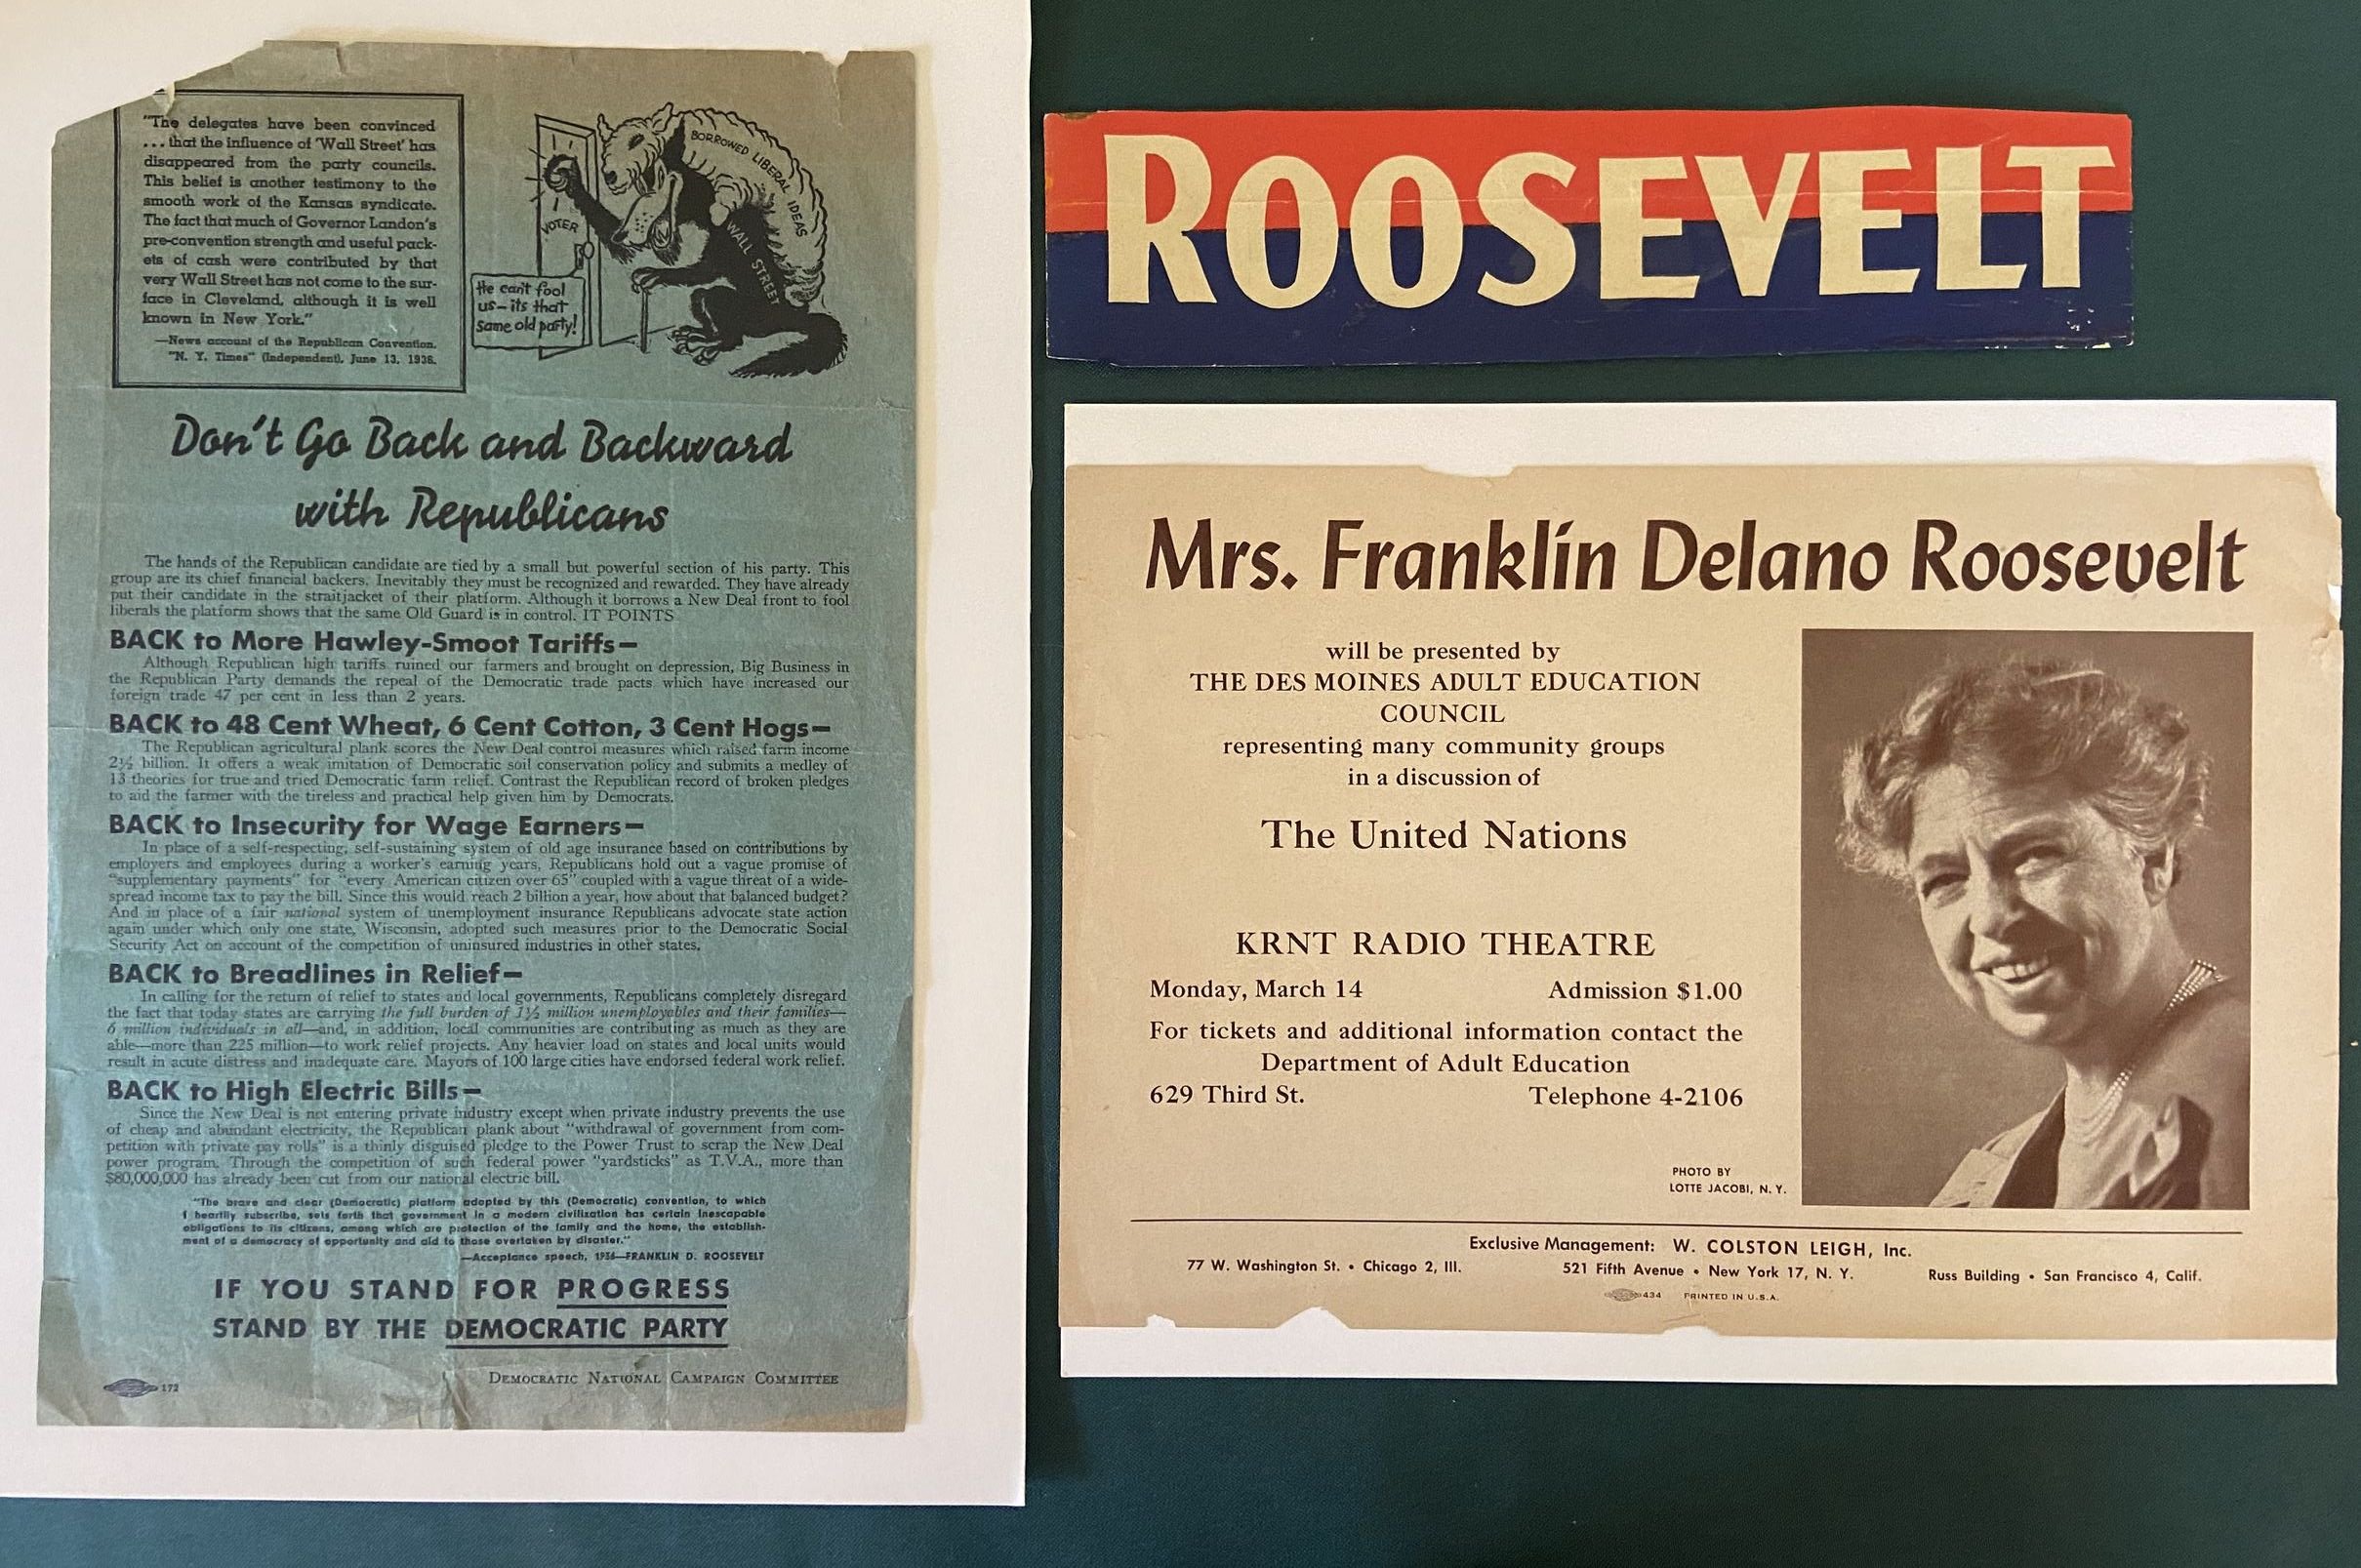 "The delegates have been convinced
... that the influence of 'Wall Street' has
disappeared from the party councils.
This belief is another testimony to the
smooth work of the Kansas syndicate.
The fact that much of Governor Landon's
pre-convention strength and useful pack-
ets of cash were contributed by that
very Wall Street has not come to the sur-
face in Cleveland, although it is well
known in New York."
—News account of the Republican Convention.
"N. Y. Times" (Independent), June 13, 1936.
BORROWED LIBERAL IDEAS
VOTER
WALL STREET
He can't fool
us—its that
same old party!
Don't Go Back and Backward
with Republicans
The hands of the Republican candidate are tied by a small but powerful section of his party. This
group are its chief financial backers. Inevitably they must be recognized and rewarded. They have already
put their candidate in the straitjacket of their platform. Although it borrows a New Deal front to fool
liberals the platform shows that the same Old Guard is in control. IT POINTS
BACK to More Hawley-Smoot Tariffs—
Although Republican high tariffs ruined our farmers and brought on depression, Big Business in
the Republican Party demands the repeal of the Democratic trade pacts which have increased our
foreign trade 47 per cent in less than 2 years.
BACK to 48 Cent Wheat, 6 Cent Cotton, 3 Cent Hogs—
The Republican agricultural plank scores the New Deal control measures which raised farm income
2½ billion. It offers a weak imitation of Democratic soil conservation policy and submits a medley of
13 theories for true and tried Democratic farm relief. Contrast the Republican record of broken pledges
to aid the farmer with the tireless and practical help given him by Democrats.
BACK to Insecurity for Wage Earners—
In place of a self-respecting, self-sustaining system of old age insurance based on contributions by
employers and employees during a worker's earning years, Republicans hold out a vague promise of
"supplementary payments" for "every American citizen over 65" coupled with a vague threat of a wide-
spread income tax to pay the bill. Since this would reach 2 billion a year, how about that balanced budget?
And in place of a fair national system of unemployment insurance Republicans advocate state action
again under which only one state, Wisconsin, adopted such measures prior to the Democratic Social
Security Act on account of the competition of uninsured industries in other states.
BACK to Breadlines in Relief—
In calling for the return of relief to states and local governments, Republicans completely disregard
the fact that today states are carrying the full burden of 1½ million unemployables and their families—
6 million individuals in all—and, in addition, local communities are contributing as much as they are
able—more than 225 million—to work relief projects. Any heavier load on states and local units would
result in acute distress and inadequate care. Mayors of 100 large cities have endorsed federal work relief.
BACK to High Electric Bills—
Since the New Deal is not entering private industry except when private industry prevents the use
of cheap and abundant electricity, the Republican plank about "withdrawal of government from com-
petition with private pay rolls" is a thinly disguised pledge to the Power Trust to scrap the New Deal
power program. Through the competition of such federal power "yardsticks" as T.V.A., more than
$80,000,000 has already been cut from our national electric bill.
"The brave and clear (Democratic) platform adopted by this (Democratic) convention, to which
I heartily subscribe, sets forth that government in a modern civilization has certain inescapable
obligations to its citizens, among which are protection of the family and the home, the establish-
ment of a democracy of opportunity and aid to those overtaken by disaster."
—Acceptance speech, 1936—FRANKLIN D. ROOSEVELT
IF YOU STAND FOR PROGRESS
STAND BY THE DEMOCRATIC PARTY
172
DEMOCRATIC NATIONAL CAMPAIGN COMMITTEE
ROOSEVELT
Mrs. Franklin Delano Roosevelt
will be presented by
THE DES MOINES ADULT EDUCATION
COUNCIL
representing many community groups
in a discussion of
The United Nations
KRNT RADIO THEATRE
Monday, March 14 Admission $1.00
For tickets and additional information contact the
Department of Adult Education
629 Third St. Telephone 4-2106
PHOTO BY
LOTTE JACOBI, N. Y.
Exclusive Management: W. COLSTON LEIGH, Inc.
77 W. Washington St. • Chicago 2, Ill. 521 Fifth Avenue • New York 17, N. Y. Russ Building • San Francisco 4, Calif.
434 PRINTED IN U.S.A.